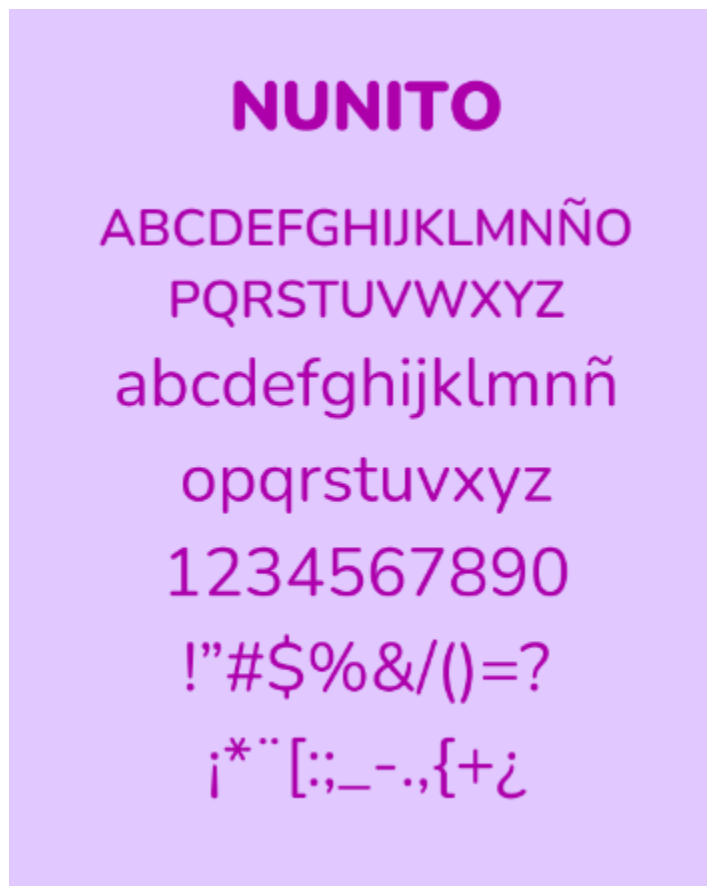 NUNITO
ABCDEFGHIJKLMNÑO
PQRSTUVWXYZ
abcdefghijklmnñ
opqrstuvxyz
1234567890
!”#$%&/()=?
¡*¨[:;_-.,{+¿